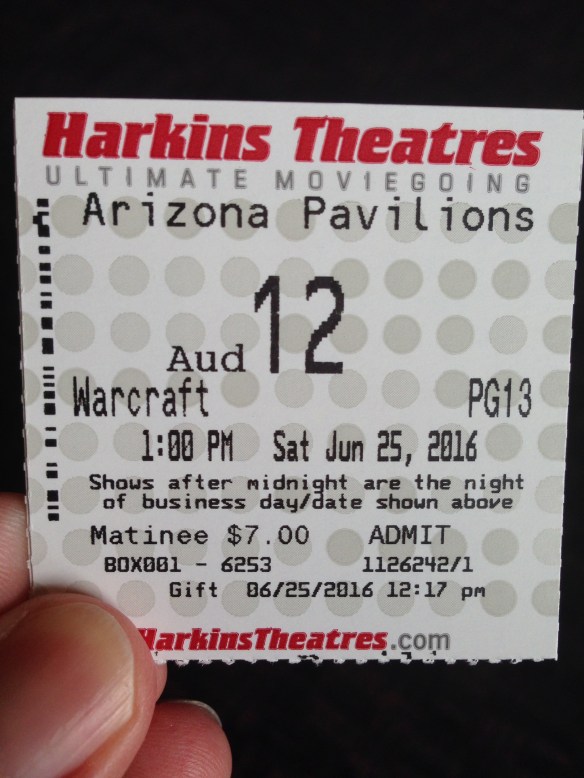 Harkins Theatres
ULTIMATE MOVIEGOING
Arizona Pavilions
Aud 12
Warcraft PG13
1:00 PM Sat Jun 25, 2016
Shows after midnight are the night
of business day/date shown above
Matinee $7.00 ADMIT
BOX001 - 6253 1126242/1
Gift 06/25/2016 12:17 pm
HarkinsTheatres.com